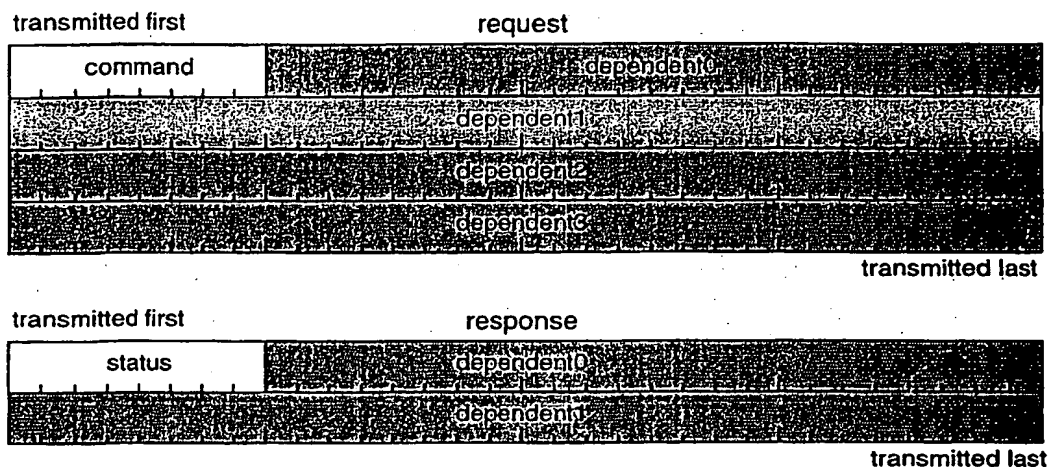 transmitted first request
command dependent0
dependent1
dependent2
dependent3
transmitted last
transmitted first response
status dependent0
dependent1
transmitted last